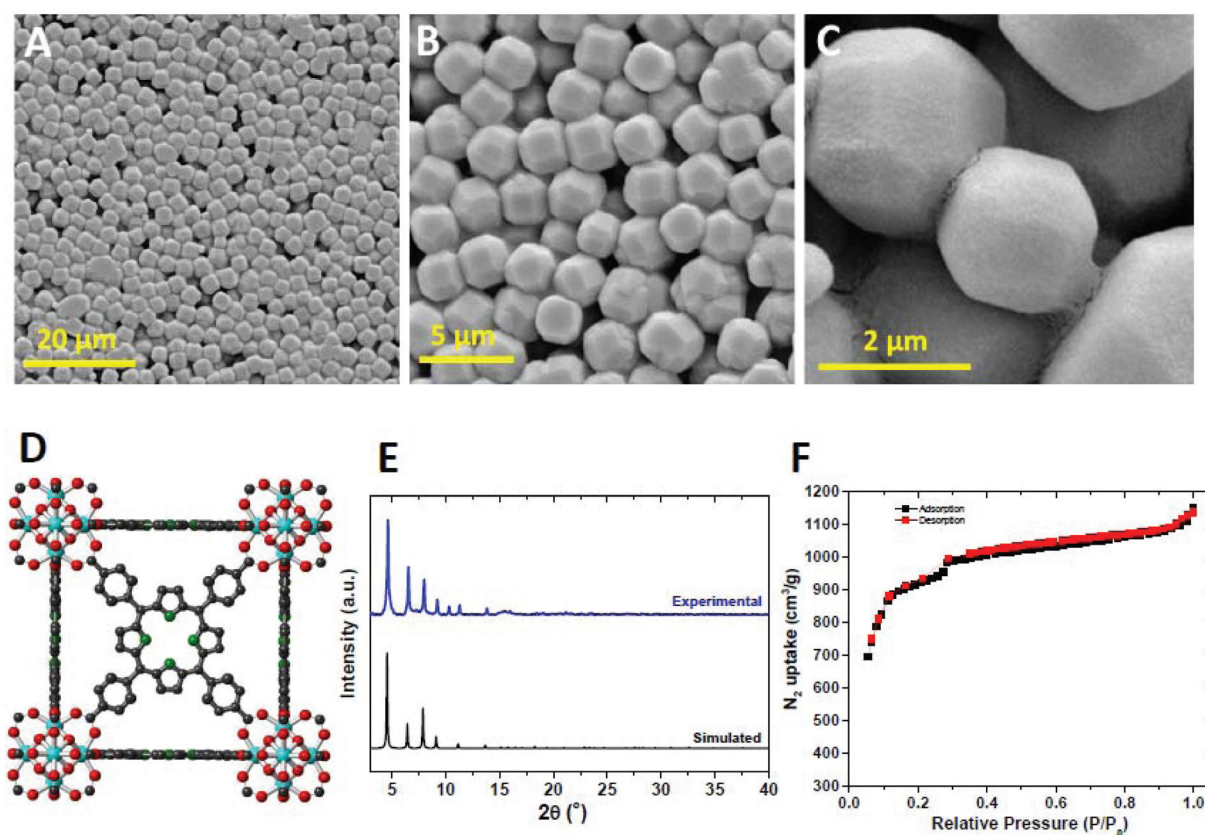 A
B
C
20 μm
5 μm
2 μm
D
E
F
Intensity (a.u.)
Experimental
Simulated
5 10 15 20 25 30 35 40
2θ (°)
N₂ uptake (cm³/g)
1200
1100
1000
900
800
700
600
500
400
300
Adsorption
Desorption
0.0 0.2 0.4 0.6 0.8 1.0
Relative Pressure (P/Pₒ)